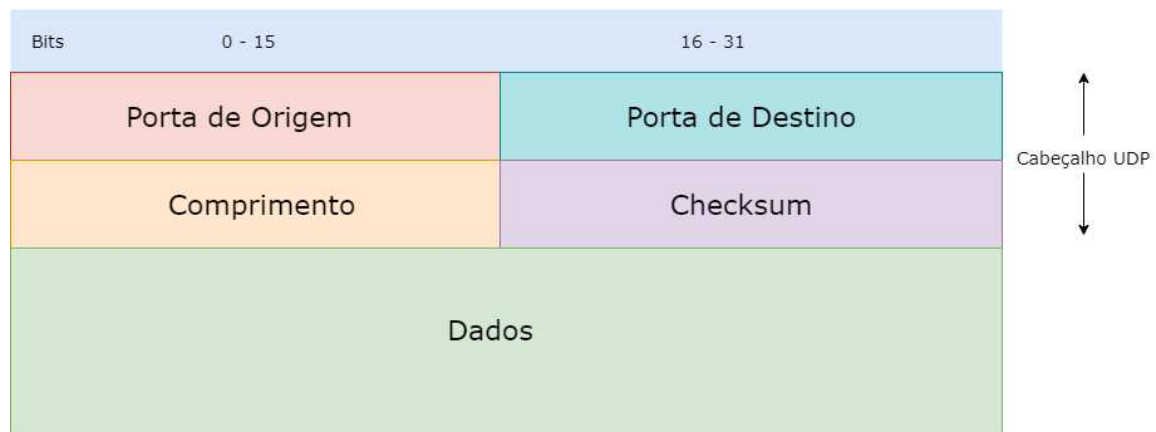 Bits 0 - 15 16 - 31
Porta de Origem Porta de Destino
Cabeçalho UDP
Comprimento Checksum
Dados